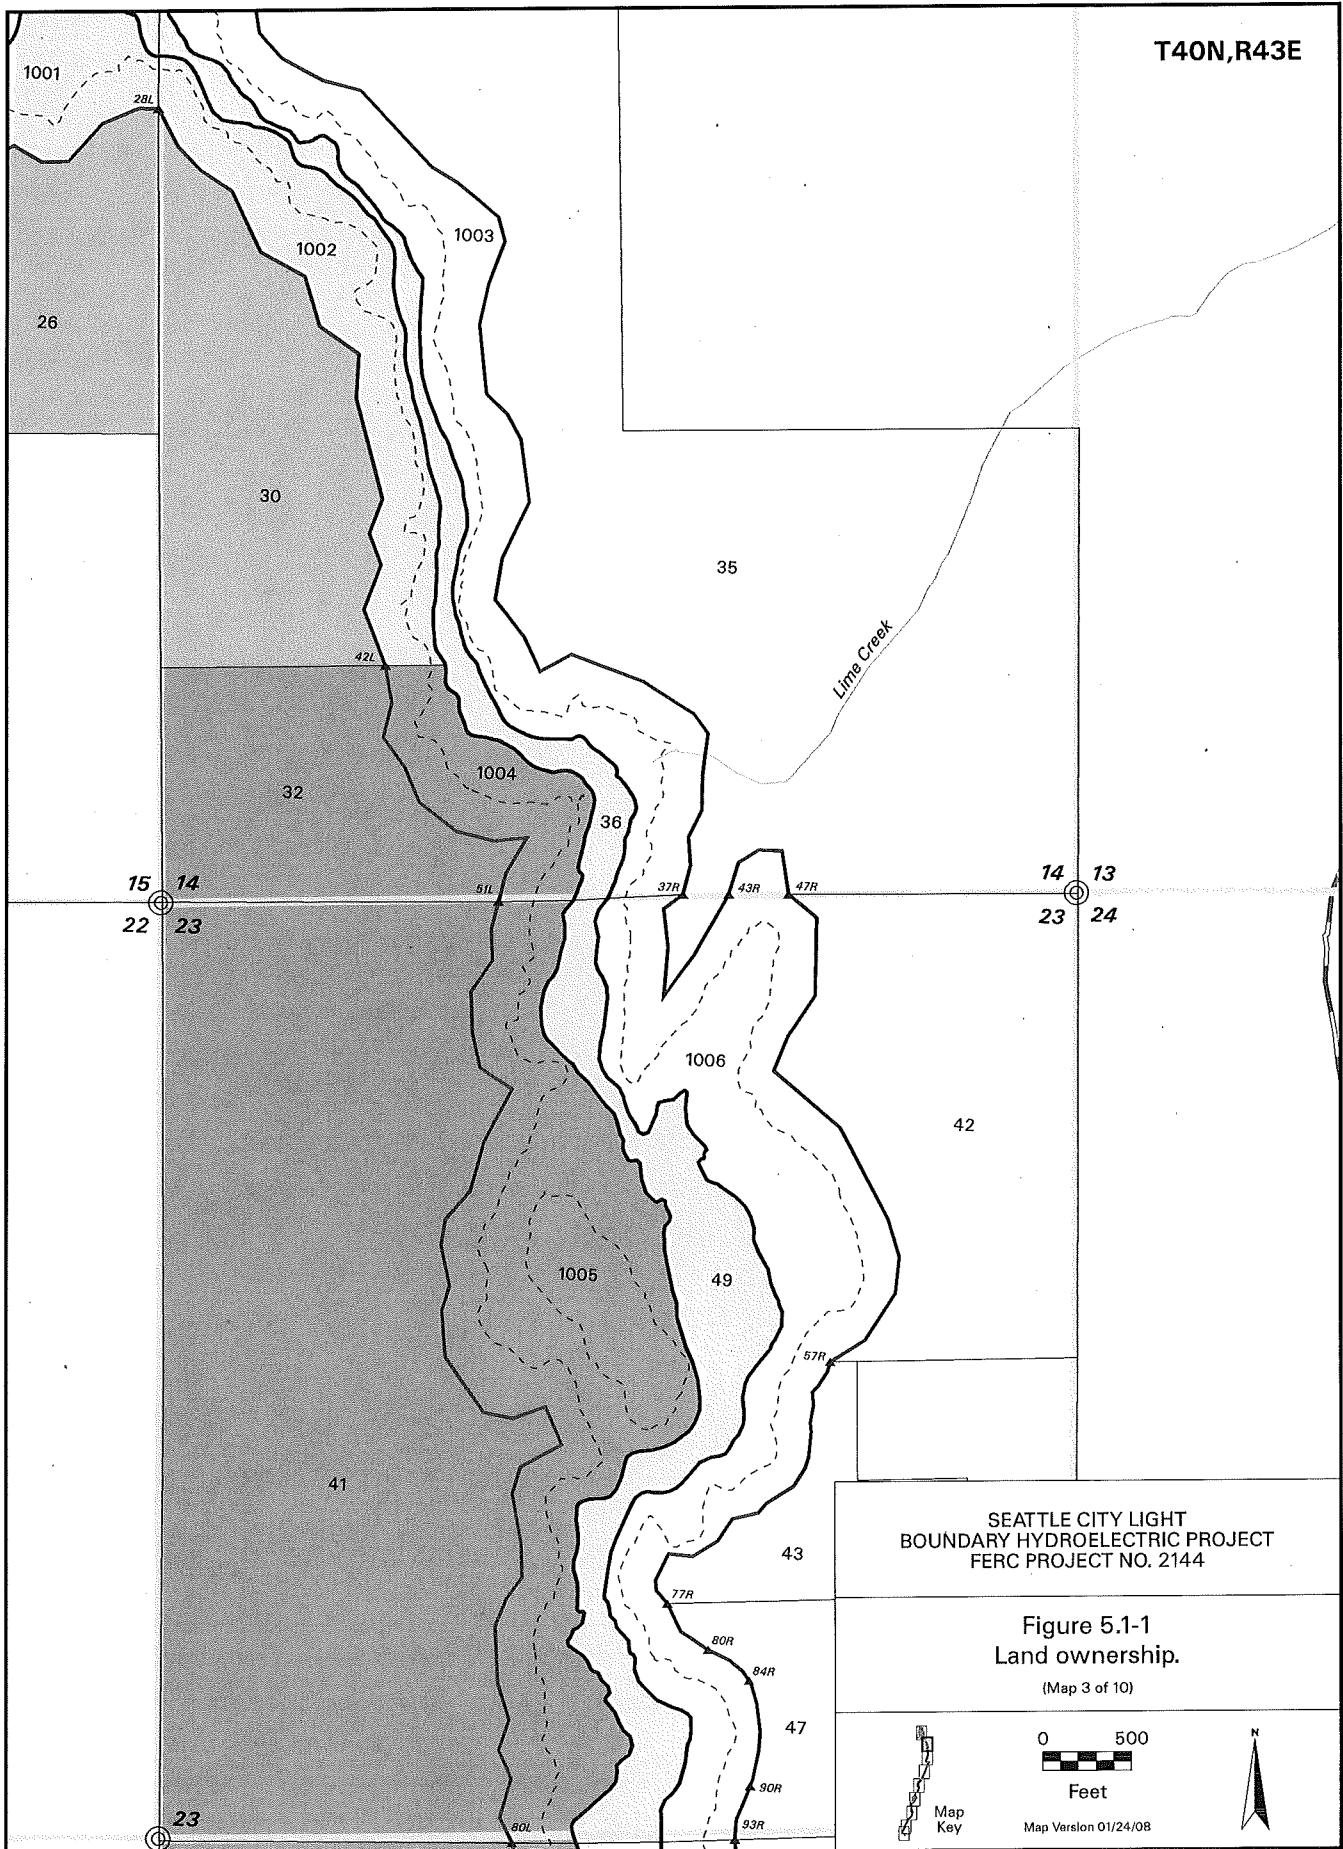 T40N,R43E
1001
28L
1002
1003
26
30
35
Lime Creek
42L
1004
32
36
15 14
51L
37R
43R
47R
14 13
22 23
23 24
1006
42
1005
49
57R
41
43
77R
80R
84R
47
90R
93R
23
80L
SEATTLE CITY LIGHT
BOUNDARY HYDROELECTRIC PROJECT
FERC PROJECT NO. 2144
Figure 5.1-1
Land ownership.
(Map 3 of 10)
0 500
Feet
Map
Key
Map Version 01/24/08
N